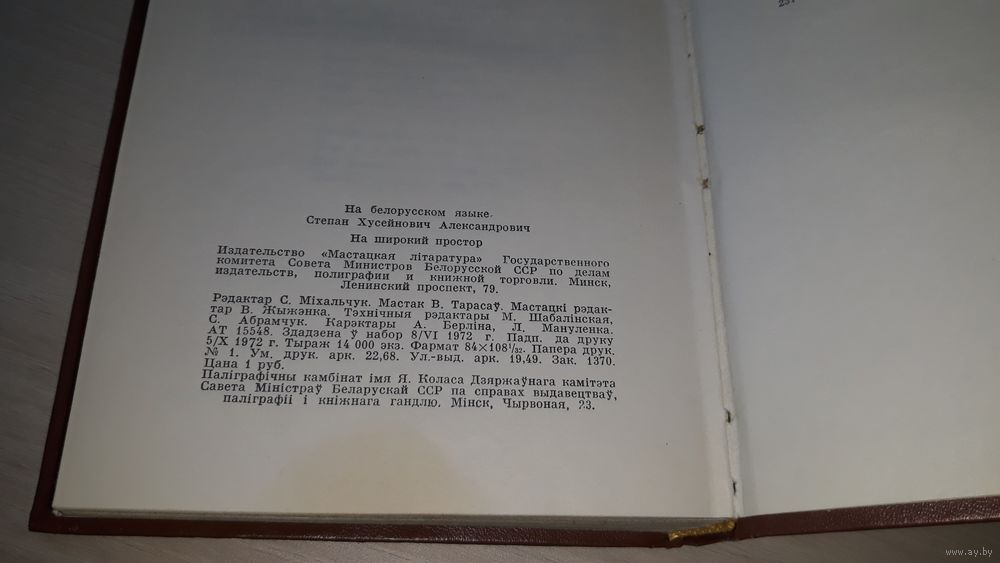 На белорусском языке.
Степан Хусейнович Александрович
На широкий простор
Издательство «Мастацкая літаратура» Государственного
комитета Совета Министров Белорусской ССР по делам
издательств, полиграфии и книжной торговли. Минск,
Ленинский проспект, 79.
Рэдактар С. Міхальчук. Мастак В. Тарасаў. Мастацкі рэдак-
тар В. Жыжэнка. Тэхнічныя рэдактары М. Шабалінская,
С. Абрамчук. Карэктары А. Берліна, Л. Мануленка.
АТ 15548. Здадзена ў набор 8/VI 1972 г. Падп. да друку
5/X 1972 г. Тыраж 14 000 экз. Фармат 84×108¹/₃₂. Папера друк.
№ 1. Ум. друк. арк. 22,68. Ул.-выд. арк. 19,49. Зак. 1370.
Цана 1 руб.
Паліграфічны камбінат імя Я. Коласа Дзяржаўнага камітэта
Савета Міністраў Беларускай ССР па справах выдавецтваў,
паліграфіі і кніжнага гандлю. Мінск, Чырвоная, 23.
www.ay.by